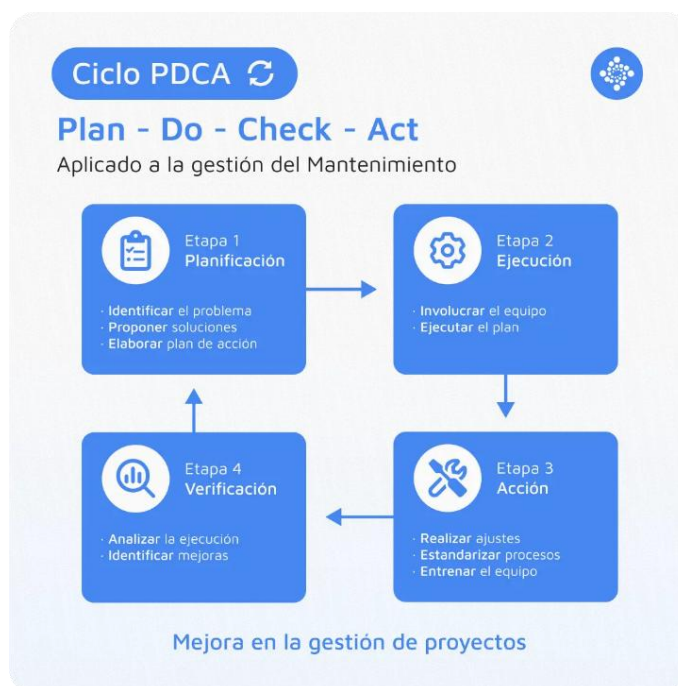 Ciclo PDCA
Plan - Do - Check - Act
Aplicado a la gestión del Mantenimiento
Etapa 1
Planificación
· Identificar el problema
· Proponer soluciones
· Elaborar plan de acción
Etapa 2
Ejecución
· Involucrar el equipo
· Ejecutar el plan
Etapa 3
Acción
· Realizar ajustes
· Estandarizar procesos
· Entrenar el equipo
Etapa 4
Verificación
· Analizar la ejecución
· Identificar mejoras
Mejora en la gestión de proyectos